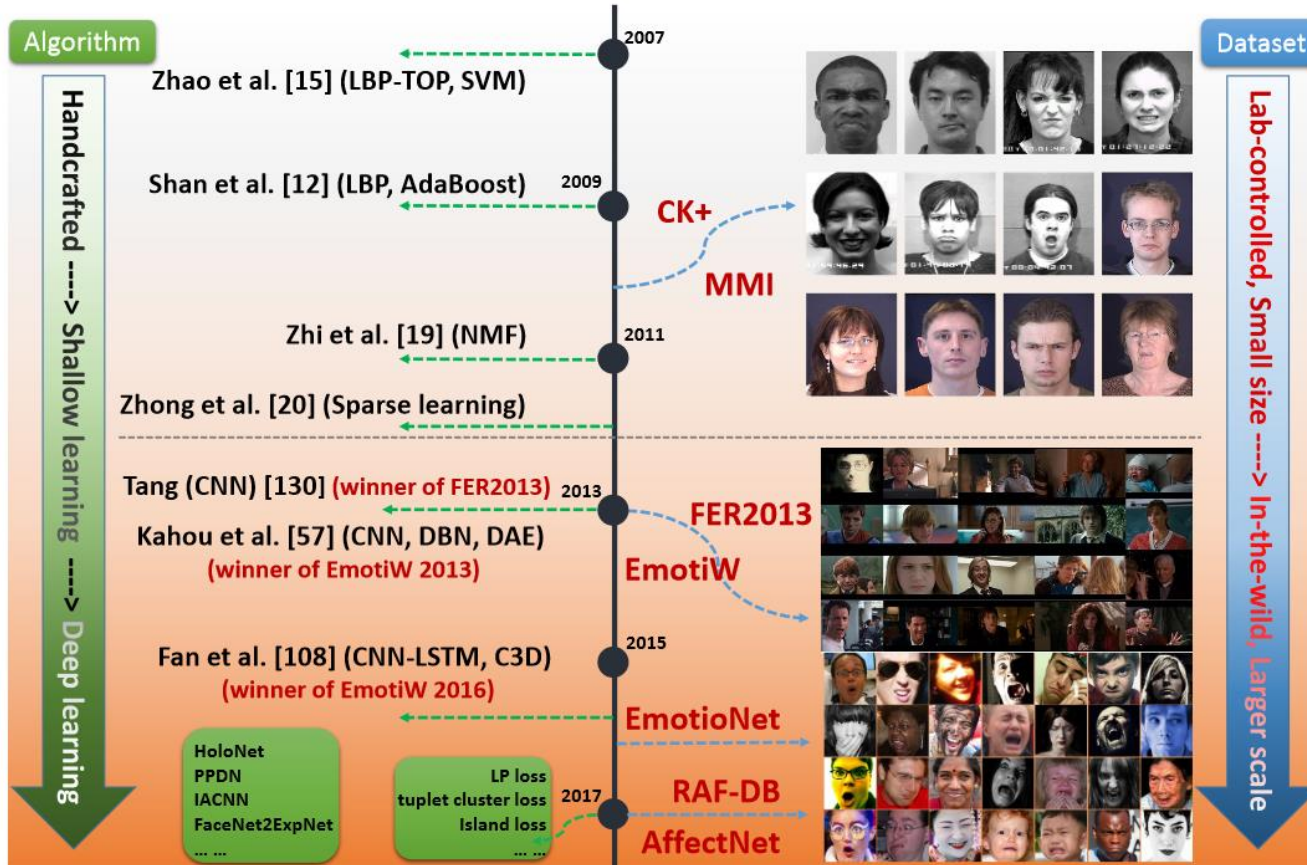 Algorithm
Dataset
Handcrafted ----> Shallow learning ----> Deep learning
Lab-controlled, Small size ----> In-the-wild, Larger scale
2007
Zhao et al. [15] (LBP-TOP, SVM)
2009
Shan et al. [12] (LBP, AdaBoost)
CK+
MMI
2011
Zhi et al. [19] (NMF)
Zhong et al. [20] (Sparse learning)
2013
Tang (CNN) [130] (winner of FER2013)
Kahou et al. [57] (CNN, DBN, DAE)
(winner of EmotiW 2013)
FER2013
EmotiW
2015
Fan et al. [108] (CNN-LSTM, C3D)
(winner of EmotiW 2016)
EmotioNet
HoloNet
PPDN
IACNN
FaceNet2ExpNet
... ...
LP loss
tuplet cluster loss
Island loss
... ...
2017
RAF-DB
AffectNet